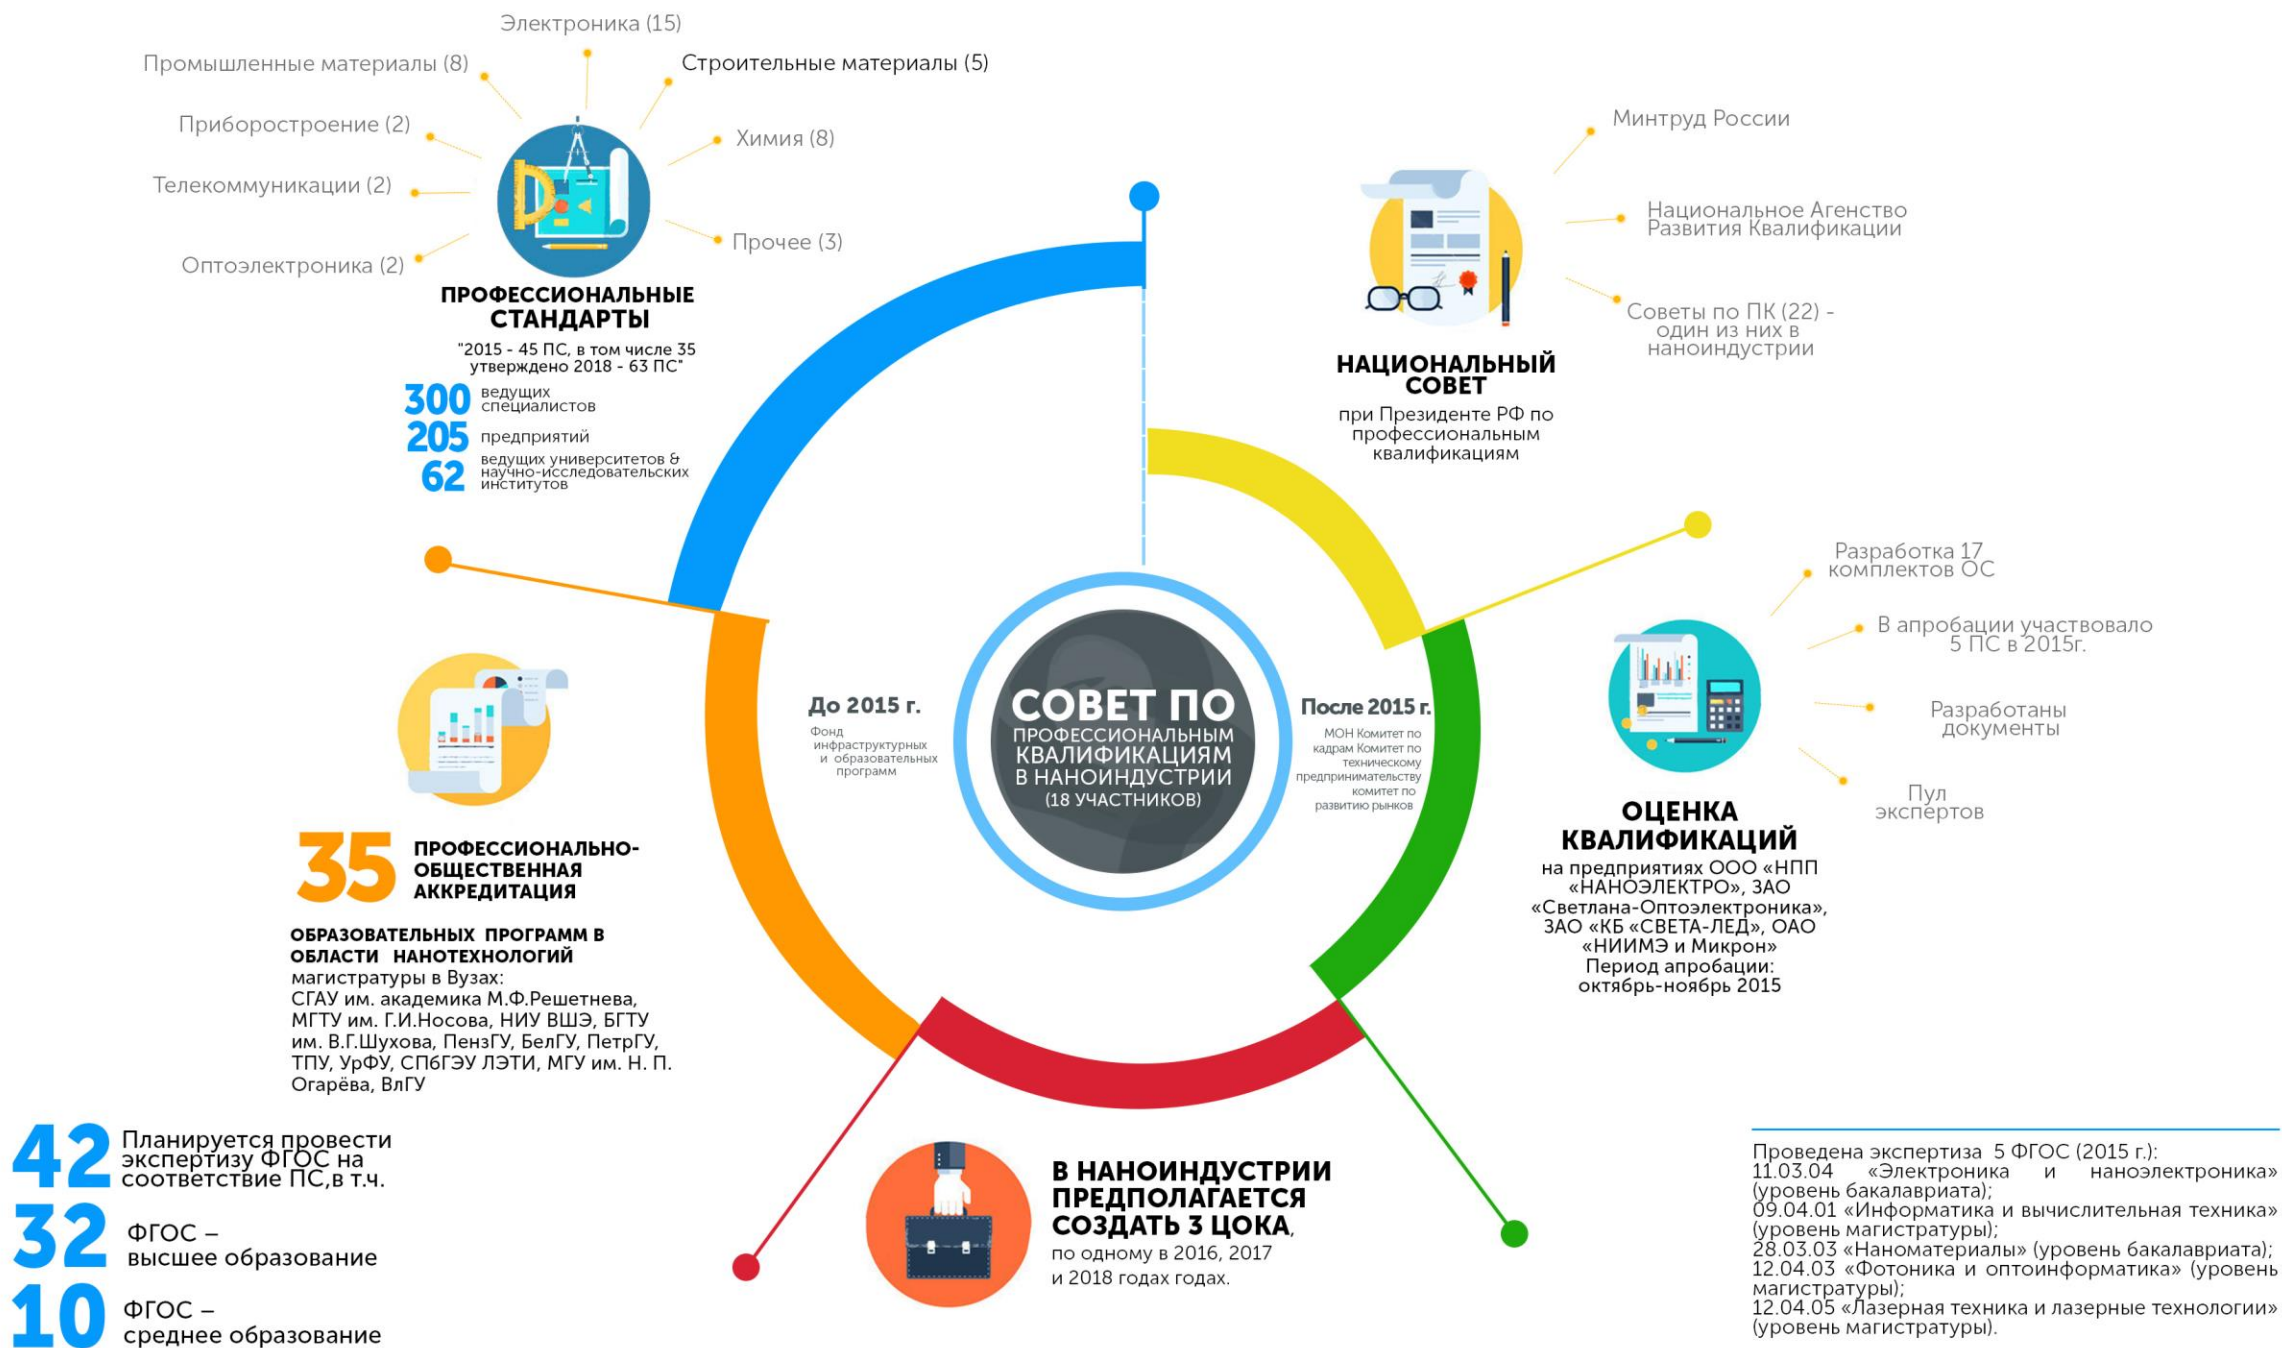 Электроника (15)
Промышленные материалы (8)
Строительные материалы (5)
Приборостроение (2)
Химия (8)
Телекоммуникации (2)
Прочее (3)
Оптоэлектроника (2)
ПРОФЕССИОНАЛЬНЫЕ
СТАНДАРТЫ
"2015 - 45 ПС, в том числе 35
утверждено 2018 - 63 ПС"
300 ведущих
специалистов
205 предприятий
62 ведущих университетов &
научно-исследовательских
институтов
Минтруд России
Национальное Агенство
Развития Квалификации
Советы по ПК (22) -
один из них в
наноиндустрии
НАЦИОНАЛЬНЫЙ
СОВЕТ
при Президенте РФ по
профессиональным
квалификациям
Разработка 17
комплектов ОС
В апробации участвовало
5 ПС в 2015г.
Разработаны
документы
Пул
экспертов
ОЦЕНКА
КВАЛИФИКАЦИЙ
на предприятиях ООО «НПП
«НАНОЭЛЕКТРО», ЗАО
«Светлана-Оптоэлектроника»,
ЗАО «КБ «СВЕТА-ЛЕД», ОАО
«НИИМЭ и Микрон»
Период апробации:
октябрь-ноябрь 2015
До 2015 г.
Фонд
инфраструктурных
и образовательных
программ
СОВЕТ ПО
ПРОФЕССИОНАЛЬНЫМ
КВАЛИФИКАЦИЯМ
В НАНОИНДУСТРИИ
(18 УЧАСТНИКОВ)
После 2015 г.
МОН Комитет по
кадрам Комитет по
техническому
предпринимательству
комитет по
развитию рынков
35 ПРОФЕССИОНАЛЬНО-
ОБЩЕСТВЕННАЯ
АККРЕДИТАЦИЯ
ОБРАЗОВАТЕЛЬНЫХ ПРОГРАММ В
ОБЛАСТИ НАНОТЕХНОЛОГИЙ
магистратуры в Вузах:
СГАУ им. академика М.Ф.Решетнева,
МГТУ им. Г.И.Носова, НИУ ВШЭ, БГТУ
им. В.Г.Шухова, ПензГУ, БелГУ, ПетрГУ,
ТПУ, УрФУ, СПбГЭУ ЛЭТИ, МГУ им. Н. П.
Огарёва, ВлГУ
42 Планируется провести
экспертизу ФГОС на
соответствие ПС,в т.ч.
32 ФГОС –
высшее образование
10 ФГОС –
среднее образование
В НАНОИНДУСТРИИ
ПРЕДПОЛАГАЕТСЯ
СОЗДАТЬ 3 ЦОКА,
по одному в 2016, 2017
и 2018 годах годах.
Проведена экспертиза 5 ФГОС (2015 г.):
11.03.04 «Электроника и наноэлектроника»
(уровень бакалавриата);
09.04.01 «Информатика и вычислительная техника»
(уровень магистратуры);
28.03.03 «Наноматериалы» (уровень бакалавриата);
12.04.03 «Фотоника и оптоинформатика» (уровень
магистратуры);
12.04.05 «Лазерная техника и лазерные технологии»
(уровень магистратуры).